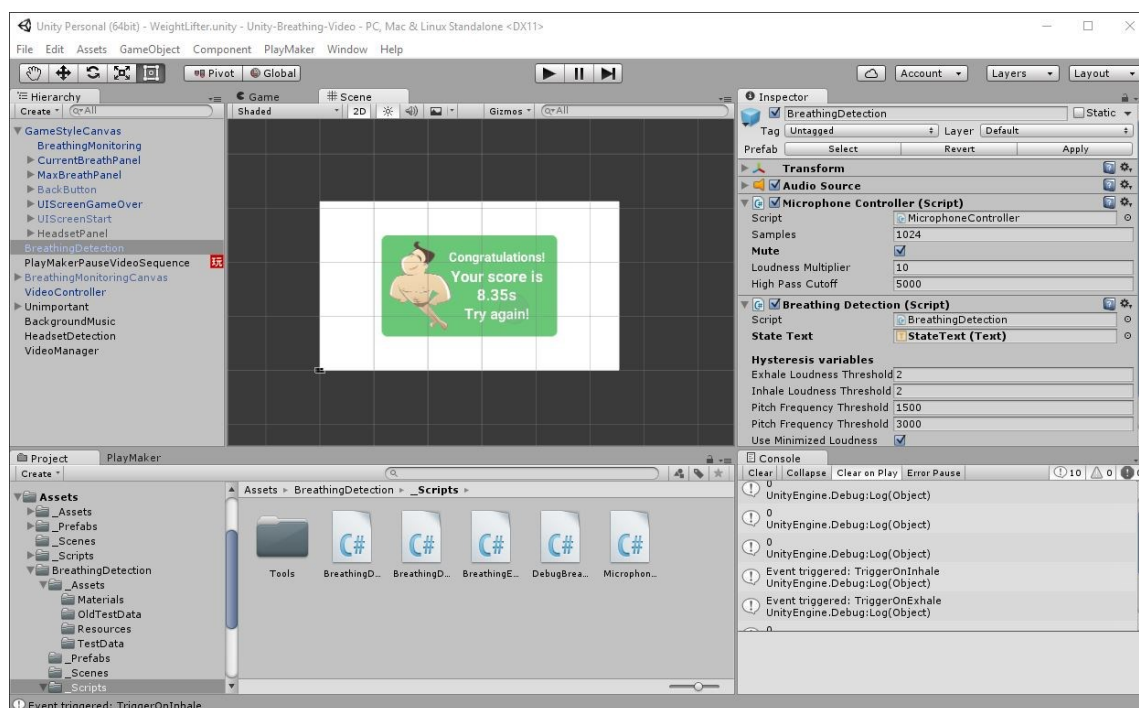 Unity Personal (64bit) - WeightLifter.unity - Unity-Breathing-Video - PC, Mac & Linux Standalone <DX11>
File Edit Assets GameObject Component PlayMaker Window Help
Pivot Global Account Layers Layout
Hierarchy
Create All
GameStyleCanvas
BreathingMonitoring
CurrentBreathPanel
MaxBreathPanel
BackButton
UIScreenGameOver
UIScreenStart
HeadsetPanel
BreathingDetection
PlayMakerPauseVideoSequence 玩
BreathingMonitoringCanvas
VideoController
Unimportant
BackgroundMusic
HeadsetDetection
VideoManager
Game Scene
Shaded 2D Gizmos All
Congratulations!
Your score is
8.35s
Try again!
Inspector
BreathingDetection Static
Tag Untagged Layer Default
Prefab Select Revert Apply
Transform
Audio Source
C# Microphone Controller (Script)
Script MicrophoneController
Samples 1024
Mute
Loudness Multiplier 10
High Pass Cutoff 5000
C# Breathing Detection (Script)
Script BreathingDetection
State Text StateText (Text)
Hysteresis variables
Exhale Loudness Threshold 2
Inhale Loudness Threshold 2
Pitch Frequency Threshold 1500
Pitch Frequency Threshold 3000
Use Minimized Loudness
Project PlayMaker
Create
Assets
_Assets
_Prefabs
_Scenes
_Scripts
BreathingDetection
_Assets
Materials
OldTestData
Resources
TestData
_Prefabs
_Scenes
_Scripts
Assets BreathingDetection _Scripts
C# C# C# C# C#
Tools BreathingD... BreathingD... BreathingE... DebugBrea... Microphon...
Console
Clear Collapse Clear on Play Error Pause 10 0 0
0
UnityEngine.Debug:Log(Object)
0
UnityEngine.Debug:Log(Object)
0
UnityEngine.Debug:Log(Object)
Event triggered: TriggerOnInhale
UnityEngine.Debug:Log(Object)
Event triggered: TriggerOnExhale
UnityEngine.Debug:Log(Object)
0
Event triggered: TriggerOnInhale